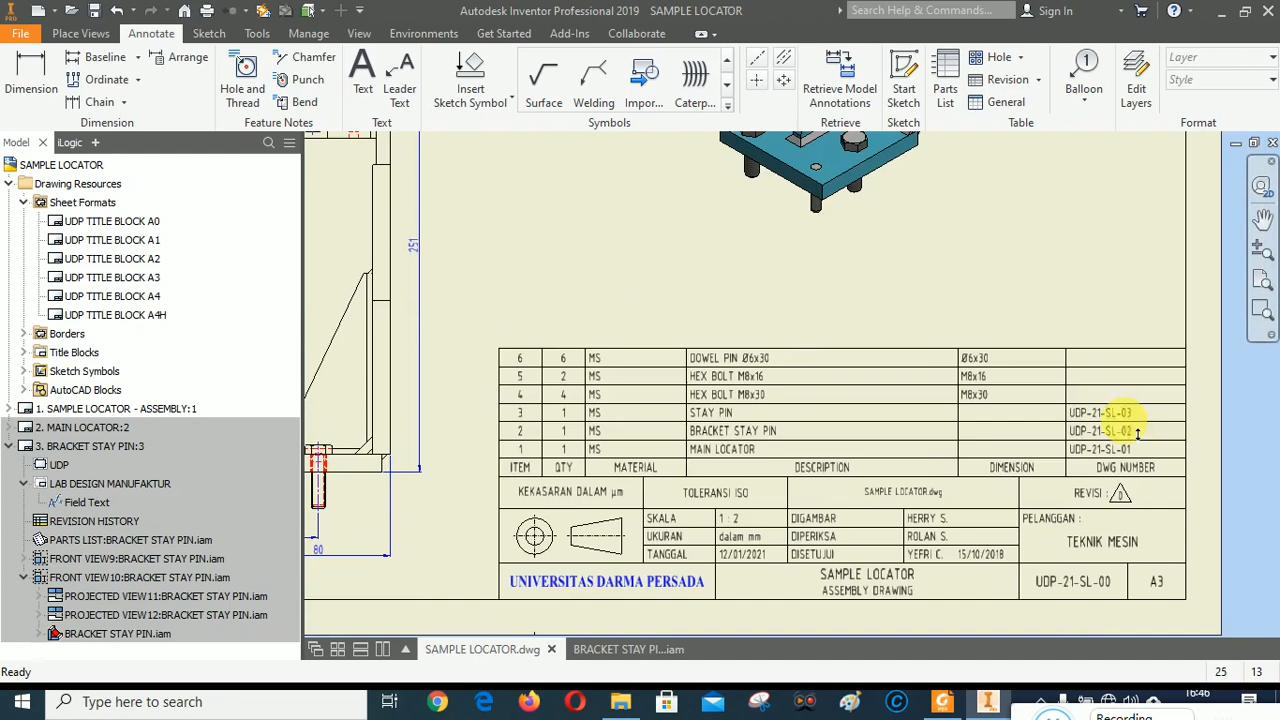 Autodesk Inventor Professional 2019 SAMPLE LOCATOR
Search Help & Commands...
Sign In
PRO
File Place Views Annotate Sketch Tools Manage View Environments Get Started Add-Ins Collaborate
Dimension
Baseline
Ordinate
Chain
Arrange
Dimension
Hole and Thread
Chamfer
Punch
Bend
Feature Notes
Text
Leader Text
Text
Insert Sketch Symbol
Surface
Welding
Impor...
Caterp...
Symbols
Retrieve Model Annotations
Retrieve
Start Sketch
Sketch
Parts List
Hole
Revision
General
Table
1
Balloon
Edit Layers
Layer
Style
Format
Model
iLogic
SAMPLE LOCATOR
Drawing Resources
Sheet Formats
UDP TITLE BLOCK A0
UDP TITLE BLOCK A1
UDP TITLE BLOCK A2
UDP TITLE BLOCK A3
UDP TITLE BLOCK A4
UDP TITLE BLOCK A4H
Borders
Title Blocks
Sketch Symbols
AutoCAD Blocks
1. SAMPLE LOCATOR - ASSEMBLY:1
2. MAIN LOCATOR:2
3. BRACKET STAY PIN:3
UDP
LAB DESIGN MANUFAKTUR
Field Text
REVISION HISTORY
PARTS LIST:BRACKET STAY PIN.iam
FRONT VIEW9:BRACKET STAY PIN.iam
FRONT VIEW10:BRACKET STAY PIN.iam
PROJECTED VIEW11:BRACKET STAY PIN.iam
PROJECTED VIEW12:BRACKET STAY PIN.iam
BRACKET STAY PIN.iam
251
80
6 6 MS DOWEL PIN Ø6x30 Ø6x30
5 2 MS HEX BOLT M8x16 M8x16
4 4 MS HEX BOLT M8x30 M8x30
3 1 MS STAY PIN UDP-21-SL-03
2 1 MS BRACKET STAY PIN UDP-21-SL-02
1 1 MS MAIN LOCATOR UDP-21-SL-01
ITEM QTY MATERIAL DESCRIPTION DIMENSION DWG NUMBER
KEKASARAN DALAM µm TOLERANSI ISO SAMPLE LOCATOR.dwg REVISI : 0
SKALA 1 : 2 DIGAMBAR HERRY S. PELANGGAN :
UKURAN dalam mm DIPERIKSA ROLAN S. TEKNIK MESIN
TANGGAL 12/01/2021 DISETUJUI YEFRI C. 15/10/2018
UNIVERSITAS DARMA PERSADA SAMPLE LOCATOR UDP-21-SL-00 A3
ASSEMBLY DRAWING
SAMPLE LOCATOR.dwg
BRACKET STAY PI...iam
Ready
25 13
Type here to search
16:46
Recording